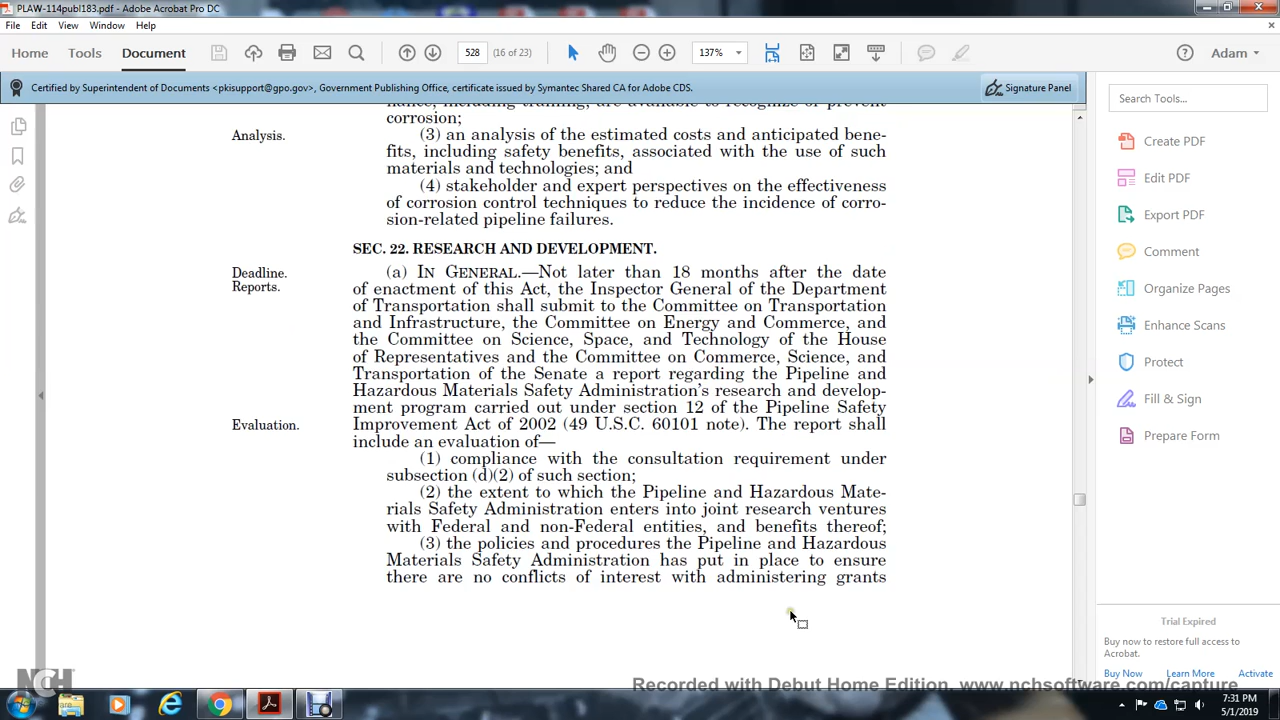 PLAW-114publ183.pdf - Adobe Acrobat Pro DC
File Edit View Window Help
Home Tools Document 528 (16 of 23) 137% Adam
Certified by Superintendent of Documents <pkisupport@gpo.gov>, Government Publishing Office, certificate issued by Symantec Shared CA for Adobe CDS. Signature Panel
nance, including training, are available to recognize or prevent
corrosion;
Analysis. (3) an analysis of the estimated costs and anticipated bene-
fits, including safety benefits, associated with the use of such
materials and technologies; and
(4) stakeholder and expert perspectives on the effectiveness
of corrosion control techniques to reduce the incidence of corro-
sion-related pipeline failures.
SEC. 22. RESEARCH AND DEVELOPMENT.
Deadline. (a) IN GENERAL.—Not later than 18 months after the date
Reports. of enactment of this Act, the Inspector General of the Department
of Transportation shall submit to the Committee on Transportation
and Infrastructure, the Committee on Energy and Commerce, and
the Committee on Science, Space, and Technology of the House
of Representatives and the Committee on Commerce, Science, and
Transportation of the Senate a report regarding the Pipeline and
Hazardous Materials Safety Administration's research and develop-
ment program carried out under section 12 of the Pipeline Safety
Evaluation. Improvement Act of 2002 (49 U.S.C. 60101 note). The report shall
include an evaluation of—
(1) compliance with the consultation requirement under
subsection (d)(2) of such section;
(2) the extent to which the Pipeline and Hazardous Mate-
rials Safety Administration enters into joint research ventures
with Federal and non-Federal entities, and benefits thereof;
(3) the policies and procedures the Pipeline and Hazardous
Materials Safety Administration has put in place to ensure
there are no conflicts of interest with administering grants
Search Tools...
Create PDF
Edit PDF
Export PDF
Comment
Organize Pages
Enhance Scans
Protect
Fill & Sign
Prepare Form
Trial Expired
Buy now to restore full access to
Acrobat.
Buy Now Learn More Activate
NCH
Recorded with Debut Home Edition. www.nchsoftware.com/capture
7:31 PM
5/1/2019